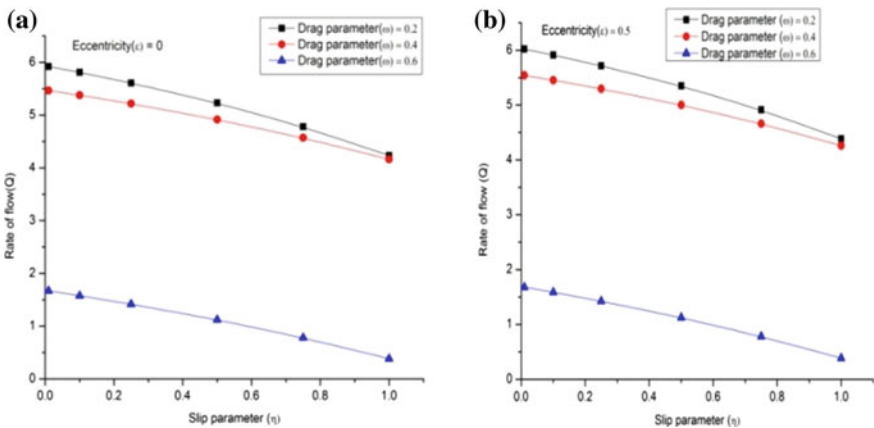 (a)
Eccentricity(ε) = 0
Drag parameter(ω) = 0.2
Drag parameter(ω) = 0.4
Drag parameter(ω) = 0.6
Rate of flow(Q)
6
5
4
3
2
1
0
0.0 0.2 0.4 0.6 0.8 1.0
Slip parameter (η)
(b)
Eccentricity(ε) = 0.5
Drag parameter (ω) = 0.2
Drag parameter (ω) = 0.4
Drag parameter (ω) = 0.6
Rate of flow (Q)
6
5
4
3
2
1
0
0.0 0.2 0.4 0.6 0.8 1.0
Slip parameter (η)